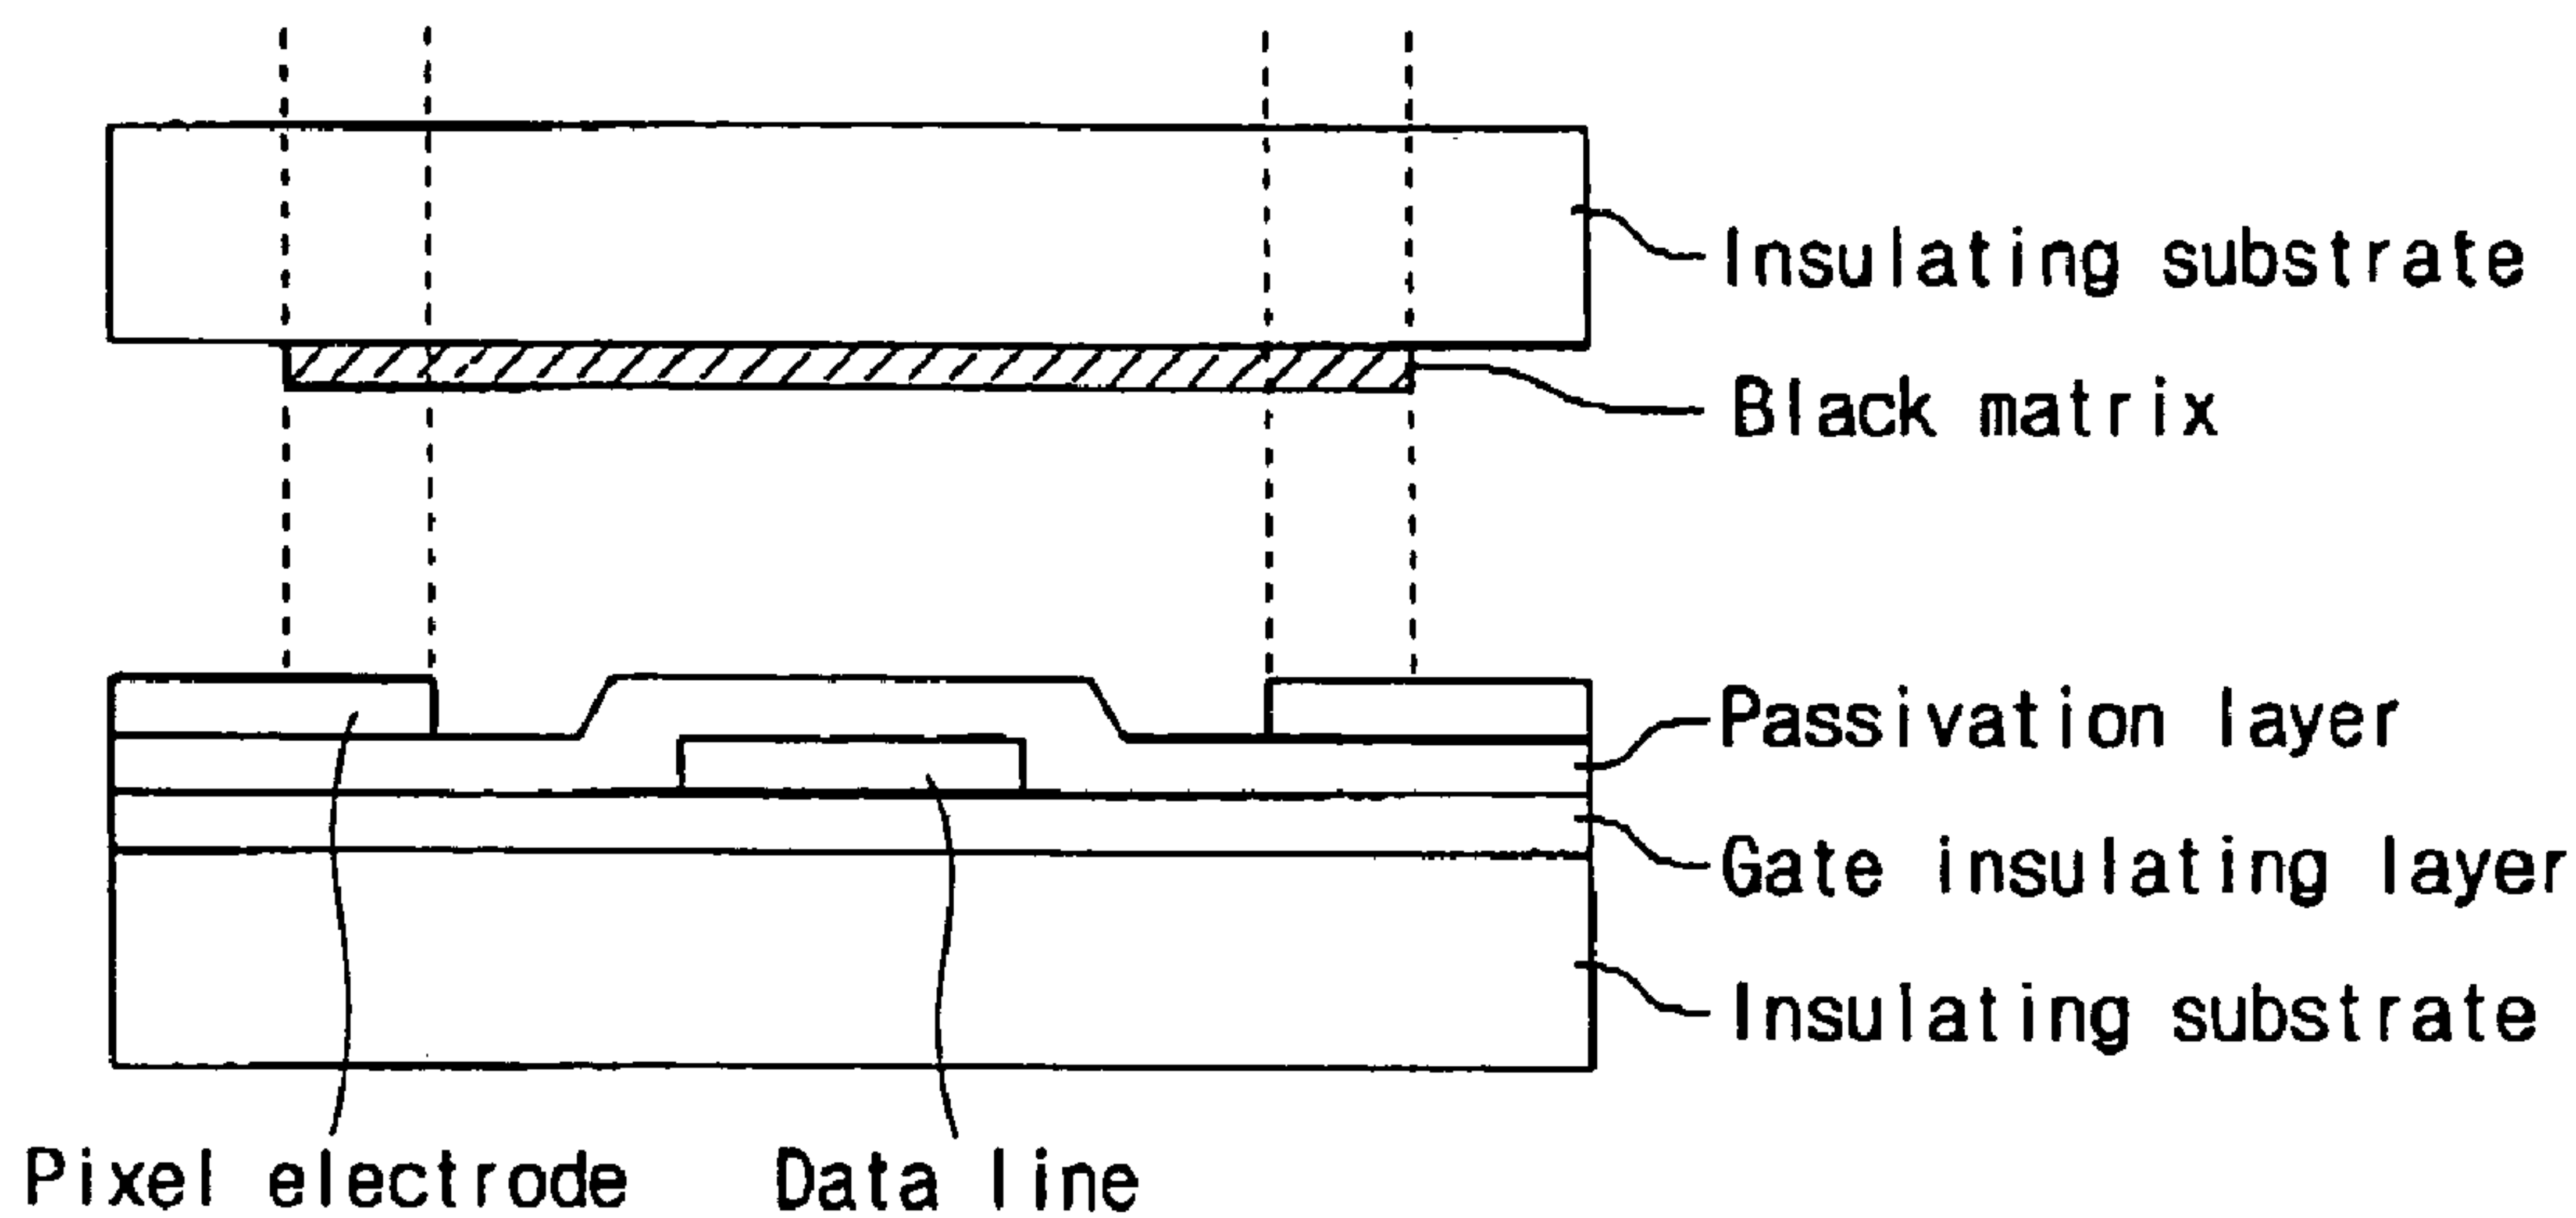 Insulating substrate
Black matrix
Passivation layer
Gate insulating layer
Insulating substrate
Pixel electrode
Data line